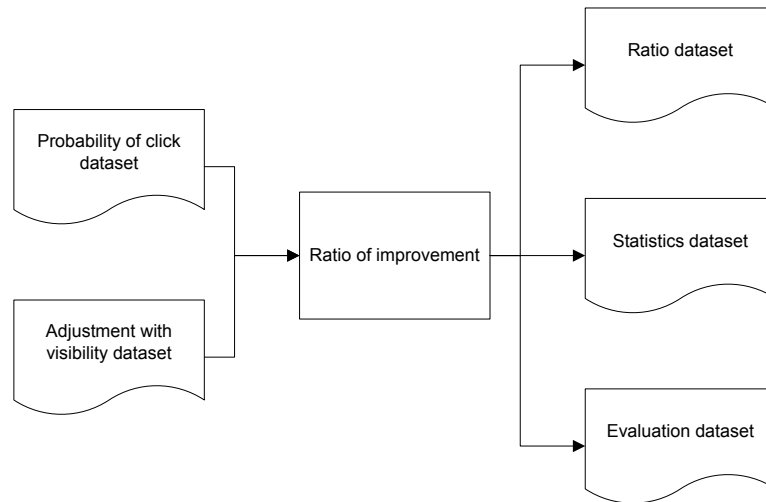 Probability of click
dataset
Adjustment with
visibility dataset
Ratio of improvement
Ratio dataset
Statistics dataset
Evaluation dataset